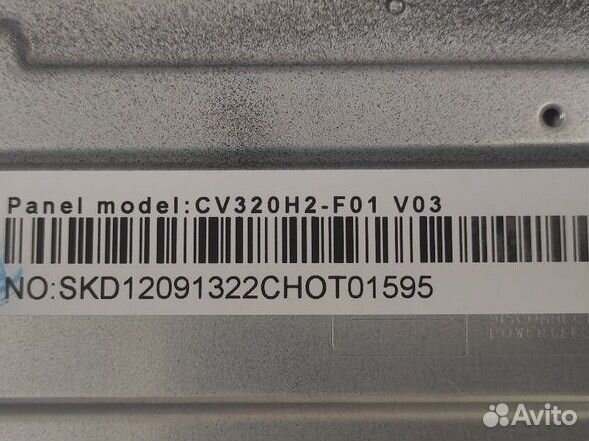 Panel model:CV320H2-F01 V03
NO:SKD12091322CHOT01595
Avito